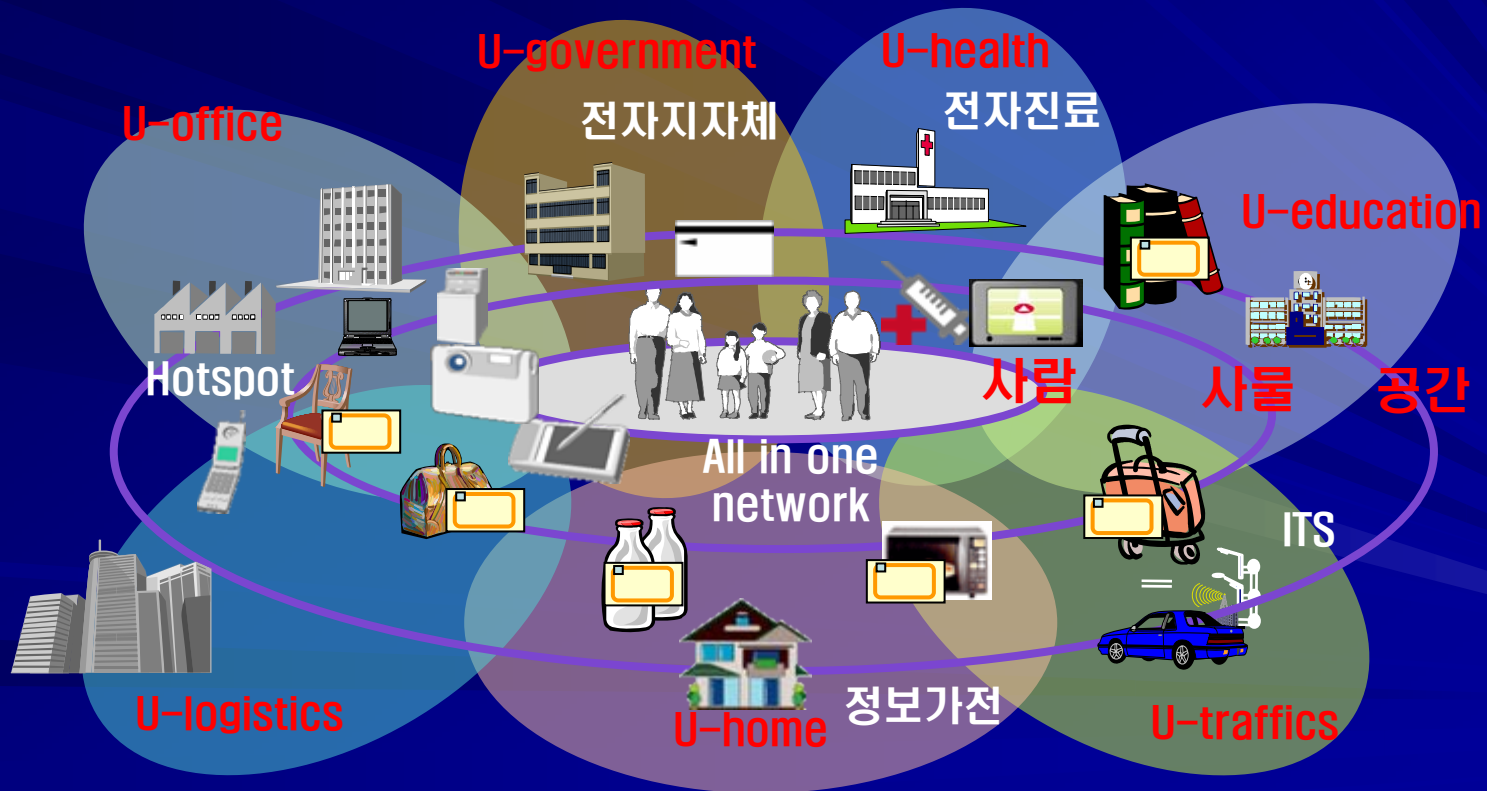 U-government
U-health
전자지자체
전자진료
U-office
U-education
Hotspot
사람
사물
공간
All in one
network
ITS
U-logistics
U-home
정보가전
U-traffics